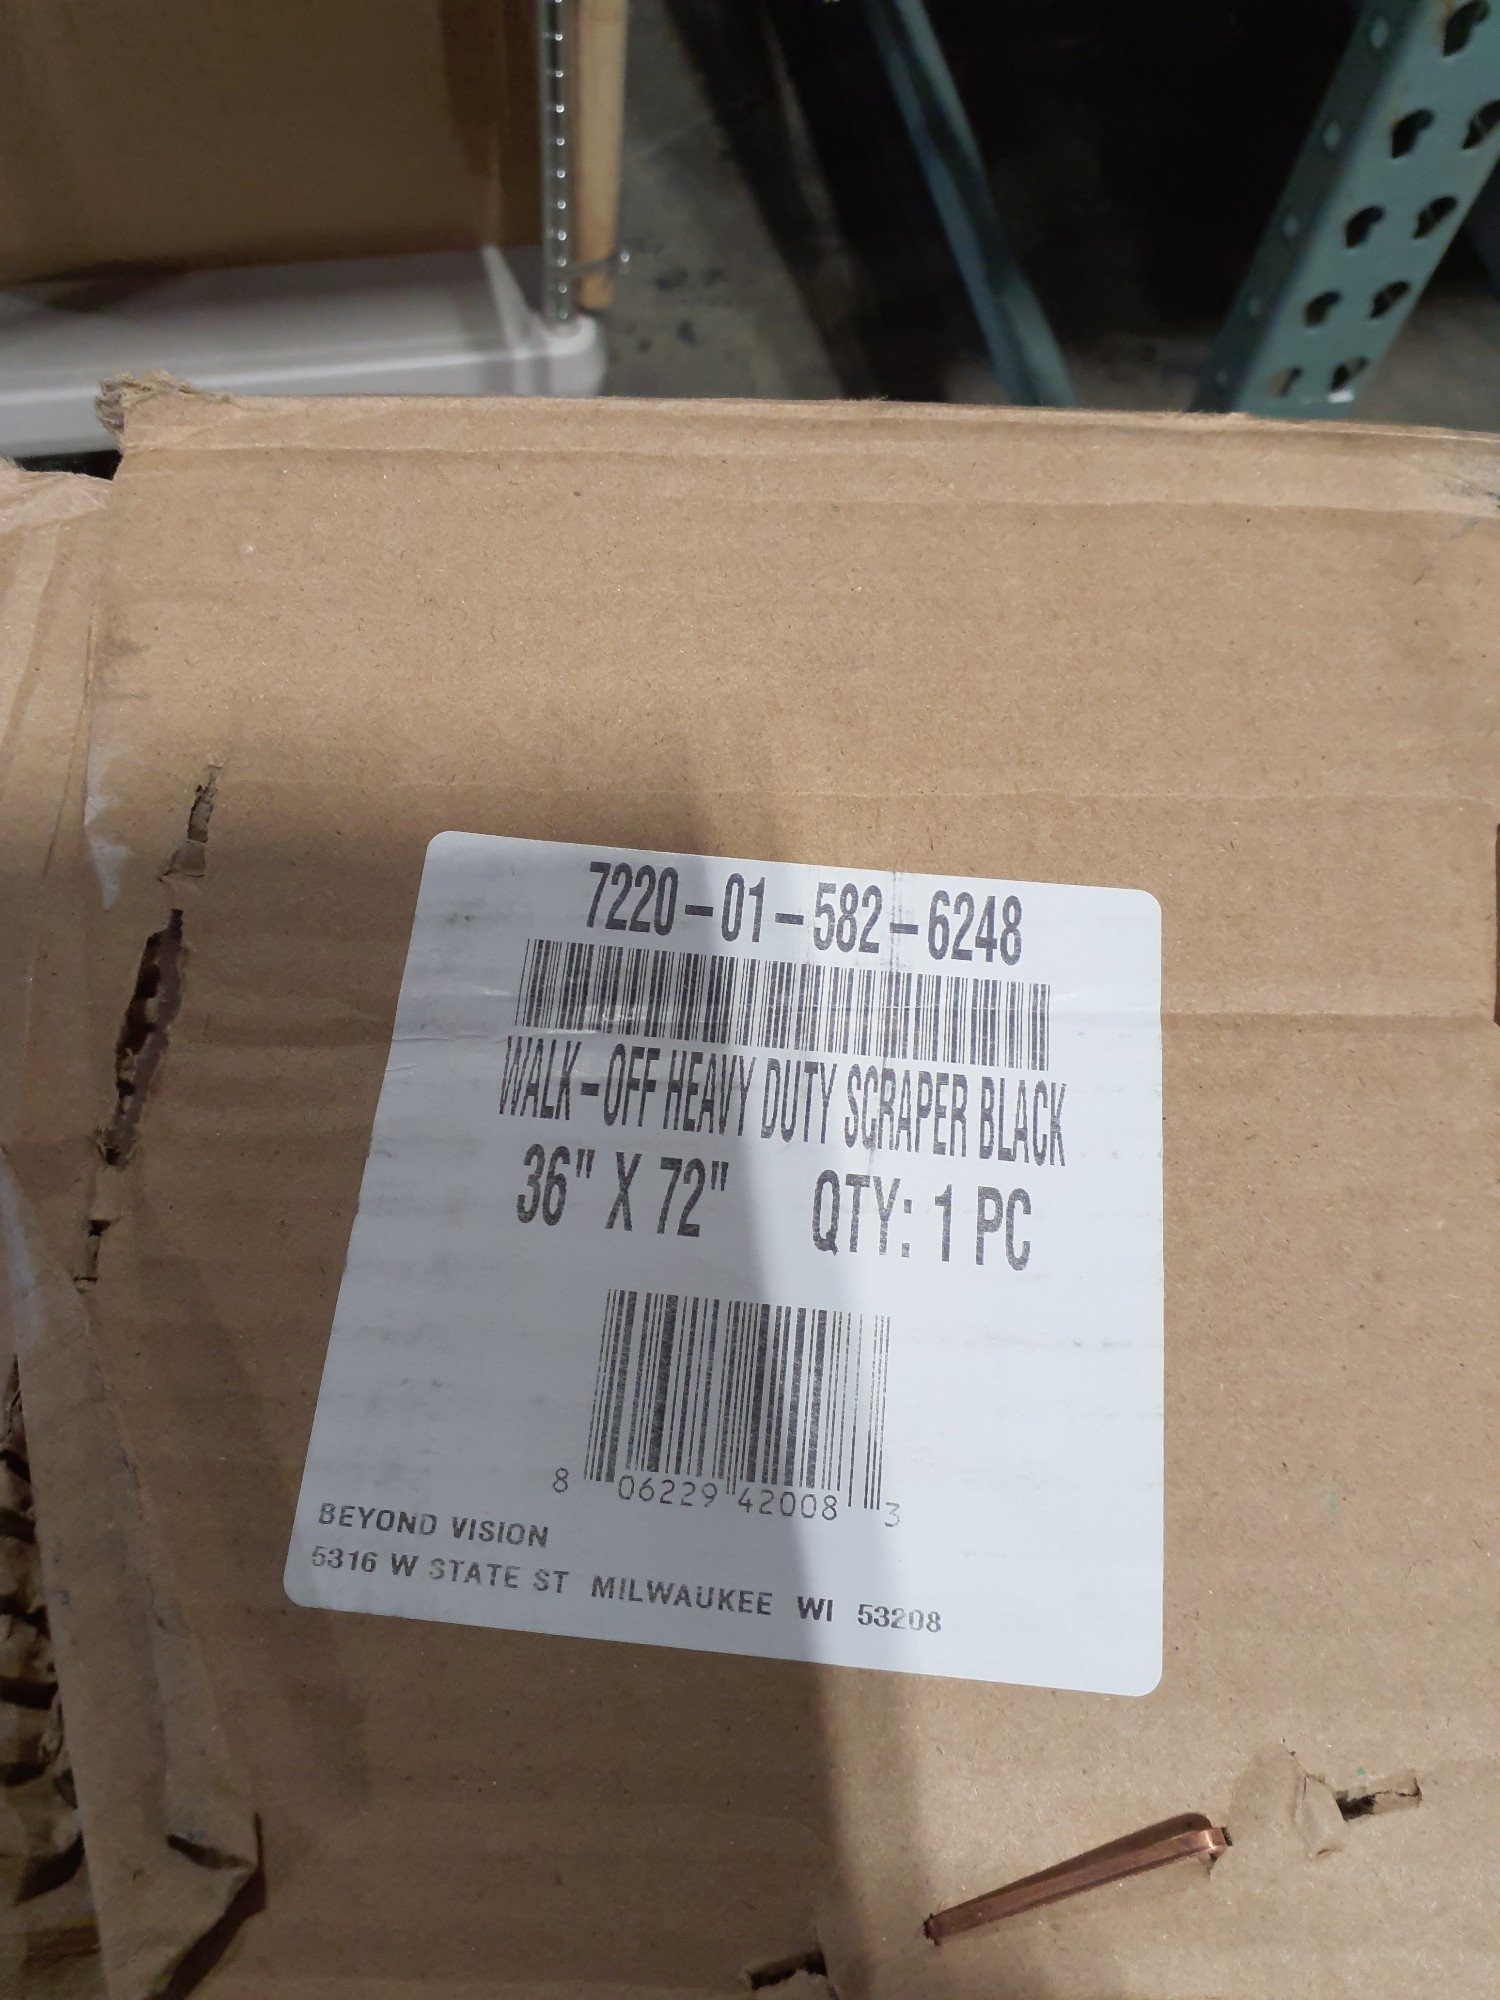 7220-01-582-6248
WALK-OFF HEAVY DUTY SCRAPER BLACK
36" X 72" QTY: 1 PC
8 06229 42008 3
BEYOND VISION
5316 W STATE ST MILWAUKEE WI 53208